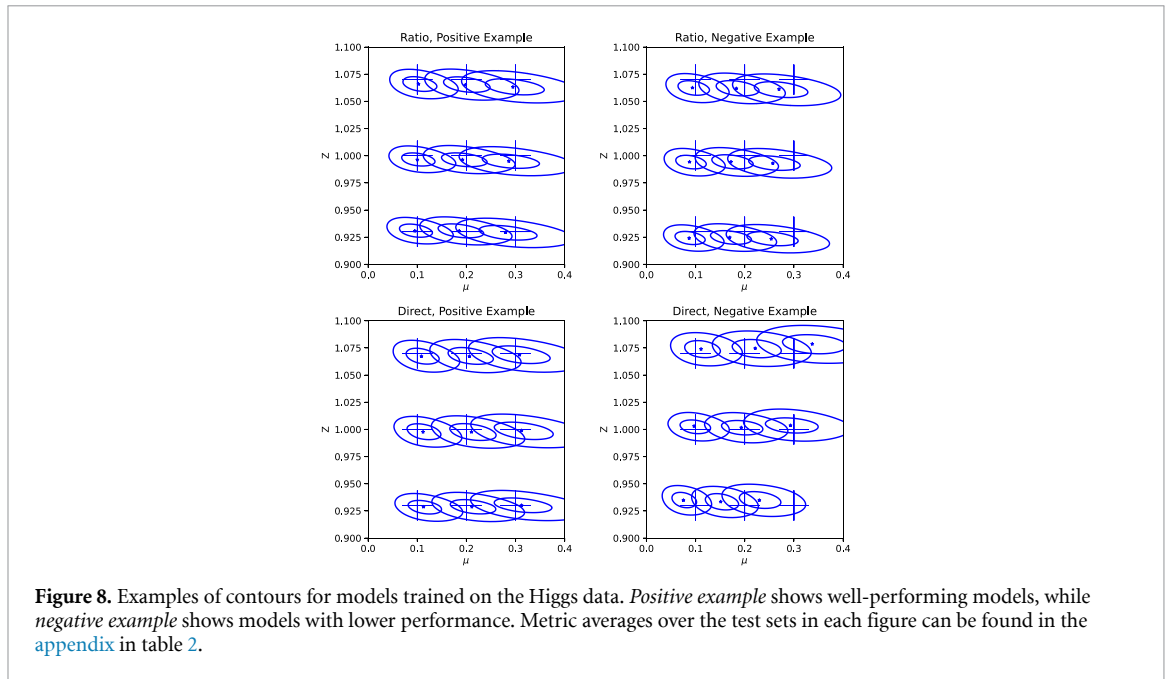 Ratio, Positive Example
1.100
1.075
1.050
1.025
1.000
0.975
0.950
0.925
0.900
Z
0.0 0.1 0.2 0.3 0.4
μ
Ratio, Negative Example
1.100
1.075
1.050
1.025
1.000
0.975
0.950
0.925
0.900
Z
0.0 0.1 0.2 0.3 0.4
μ
Direct, Positive Example
1.100
1.075
1.050
1.025
1.000
0.975
0.950
0.925
0.900
Z
0.0 0.1 0.2 0.3 0.4
μ
Direct, Negative Example
1.100
1.075
1.050
1.025
1.000
0.975
0.950
0.925
0.900
Z
0.0 0.1 0.2 0.3 0.4
μ
Figure 8. Examples of contours for models trained on the Higgs data. Positive example shows well-performing models, while
negative example shows models with lower performance. Metric averages over the test sets in each figure can be found in the
appendix in table 2.